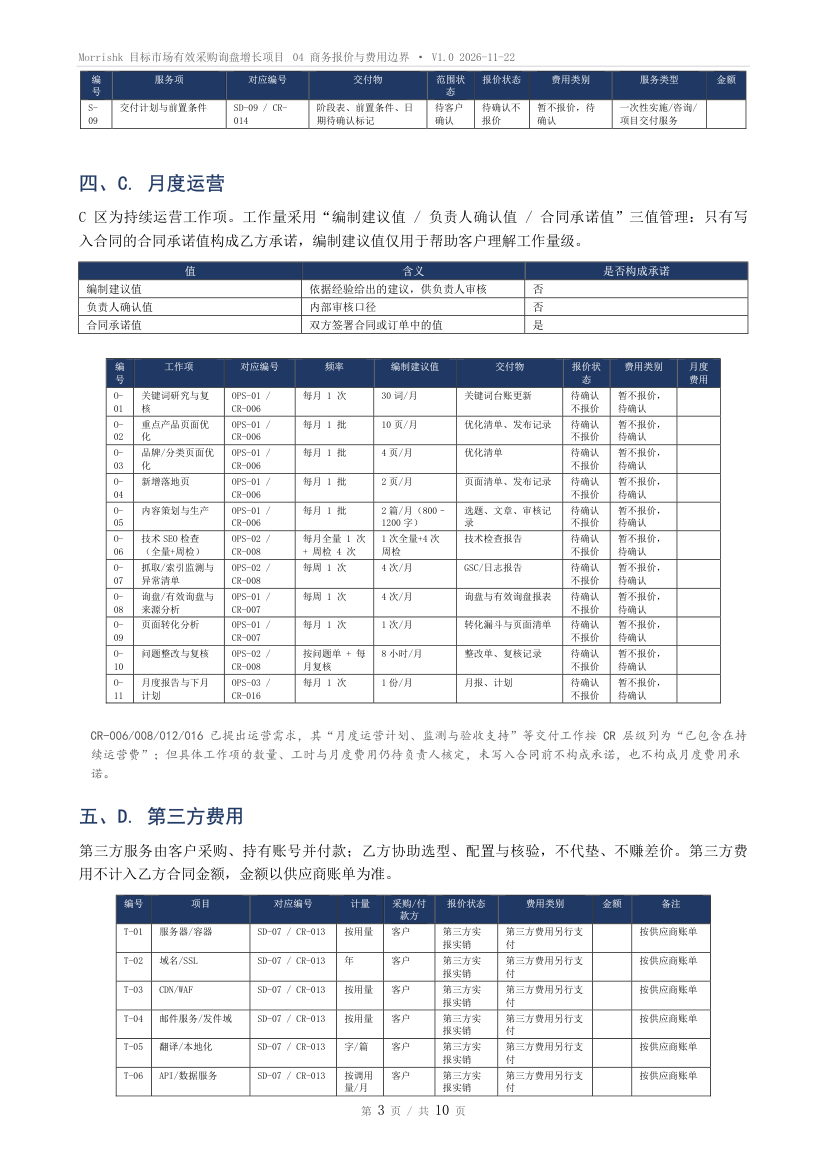 Morrishk 目标市场有效采购询盘增长项目 04 商务报价与费用边界 • V1.0 2026-11-22
编号 服务项 对应编号 交付物 范围状态 报价状态 费用类别 服务类型 金额
S-09 交付计划与前置条件 SD-09 / CR-014 阶段表、前置条件、日期待确认标记 待客户确认 待确认不报价 暂不报价，待确认 一次性实施/咨询/项目交付服务
四、C. 月度运营
C 区为持续运营工作项。工作量采用“编制建议值 / 负责人确认值 / 合同承诺值”三值管理：只有写
入合同的合同承诺值构成乙方承诺，编制建议值仅用于帮助客户理解工作量级。
值 含义 是否构成承诺
编制建议值 依据经验给出的建议，供负责人审核 否
负责人确认值 内部审核口径 否
合同承诺值 双方签署合同或订单中的值 是
编号 工作项 对应编号 频率 编制建议值 交付物 报价状态 费用类别 月度费用
O-01 关键词研究与复核 OPS-01 / CR-006 每月 1 次 30 词/月 关键词台账更新 待确认不报价 暂不报价，待确认
O-02 重点产品页面优化 OPS-01 / CR-006 每月 1 批 10 页/月 优化清单、发布记录 待确认不报价 暂不报价，待确认
O-03 品牌/分类页面优化 OPS-01 / CR-006 每月 1 批 4 页/月 优化清单 待确认不报价 暂不报价，待确认
O-04 新增落地页 OPS-01 / CR-006 每月 1 批 2 页/月 页面清单、发布记录 待确认不报价 暂不报价，待确认
O-05 内容策划与生产 OPS-01 / CR-006 每月 1 批 2 篇/月（800–1200 字） 选题、文章、审核记录 待确认不报价 暂不报价，待确认
O-06 技术 SEO 检查（全量+周检） OPS-02 / CR-008 每月全量 1 次 + 周检 4 次 1 次全量+4 次周检 技术检查报告 待确认不报价 暂不报价，待确认
O-07 抓取/索引监测与异常清单 OPS-02 / CR-008 每周 1 次 4 次/月 GSC/日志报告 待确认不报价 暂不报价，待确认
O-08 询盘/有效询盘与来源分析 OPS-01 / CR-007 每周 1 次 4 次/月 询盘与有效询盘报表 待确认不报价 暂不报价，待确认
O-09 页面转化分析 OPS-01 / CR-007 每月 1 次 1 次/月 转化漏斗与页面清单 待确认不报价 暂不报价，待确认
O-10 问题整改与复核 OPS-02 / CR-008 按问题单 + 每月复核 8 小时/月 整改单、复核记录 待确认不报价 暂不报价，待确认
O-11 月度报告与下月计划 OPS-03 / CR-016 每月 1 次 1 份/月 月报、计划 待确认不报价 暂不报价，待确认
CR-006/008/012/016 已提出运营需求，其“月度运营计划、监测与验收支持”等交付工作按 CR 层级列为“已包含在持
续运营费”；但具体工作项的数量、工时与月度费用仍待负责人核定，未写入合同前不构成承诺，也不构成月度费用承
诺。
五、D. 第三方费用
第三方服务由客户采购、持有账号并付款；乙方协助选型、配置与核验，不代垫、不赚差价。第三方费
用不计入乙方合同金额，金额以供应商账单为准。
编号 项目 对应编号 计量 采购/付款方 报价状态 费用类别 金额 备注
T-01 服务器/容器 SD-07 / CR-013 按用量 客户 第三方实报实销 第三方费用另行支付 按供应商账单
T-02 域名/SSL SD-07 / CR-013 年 客户 第三方实报实销 第三方费用另行支付 按供应商账单
T-03 CDN/WAF SD-07 / CR-013 按用量 客户 第三方实报实销 第三方费用另行支付 按供应商账单
T-04 邮件服务/发件域 SD-07 / CR-013 按用量 客户 第三方实报实销 第三方费用另行支付 按供应商账单
T-05 翻译/本地化 SD-07 / CR-013 字/篇 客户 第三方实报实销 第三方费用另行支付 按供应商账单
T-06 API/数据服务 SD-07 / CR-013 按调用量/月 客户 第三方实报实销 第三方费用另行支付 按供应商账单
第 3 页 / 共 10 页